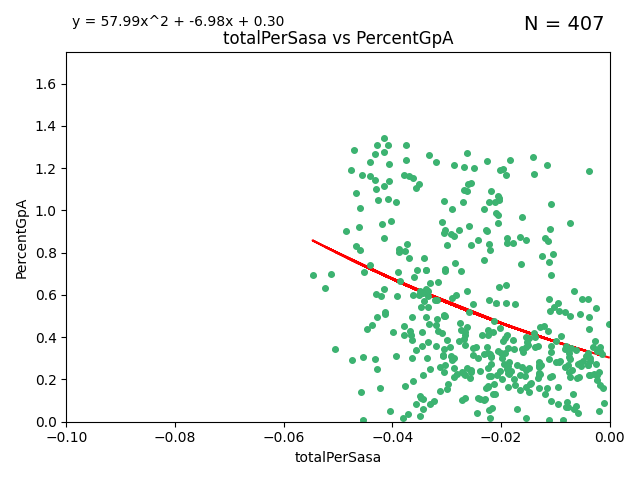 y = 57.99x^2 + -6.98x + 0.30
N = 407
totalPerSasa vs PercentGpA
PercentGpA
1.6
1.4
1.2
1.0
0.8
0.6
0.4
0.2
0.0
−0.10 −0.08 −0.06 −0.04 −0.02 0.00
totalPerSasa